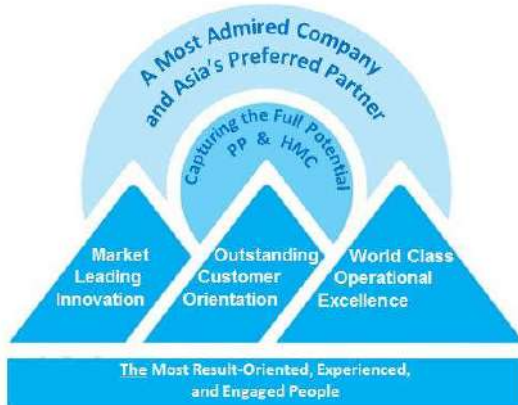 A Most Admired Company
and Asia's Preferred Partner
Capturing the Full Potential
PP & HMC
Market
Leading
Innovation
Outstanding
Customer
Orientation
World Class
Operational
Excellence
The Most Result-Oriented, Experienced,
and Engaged People